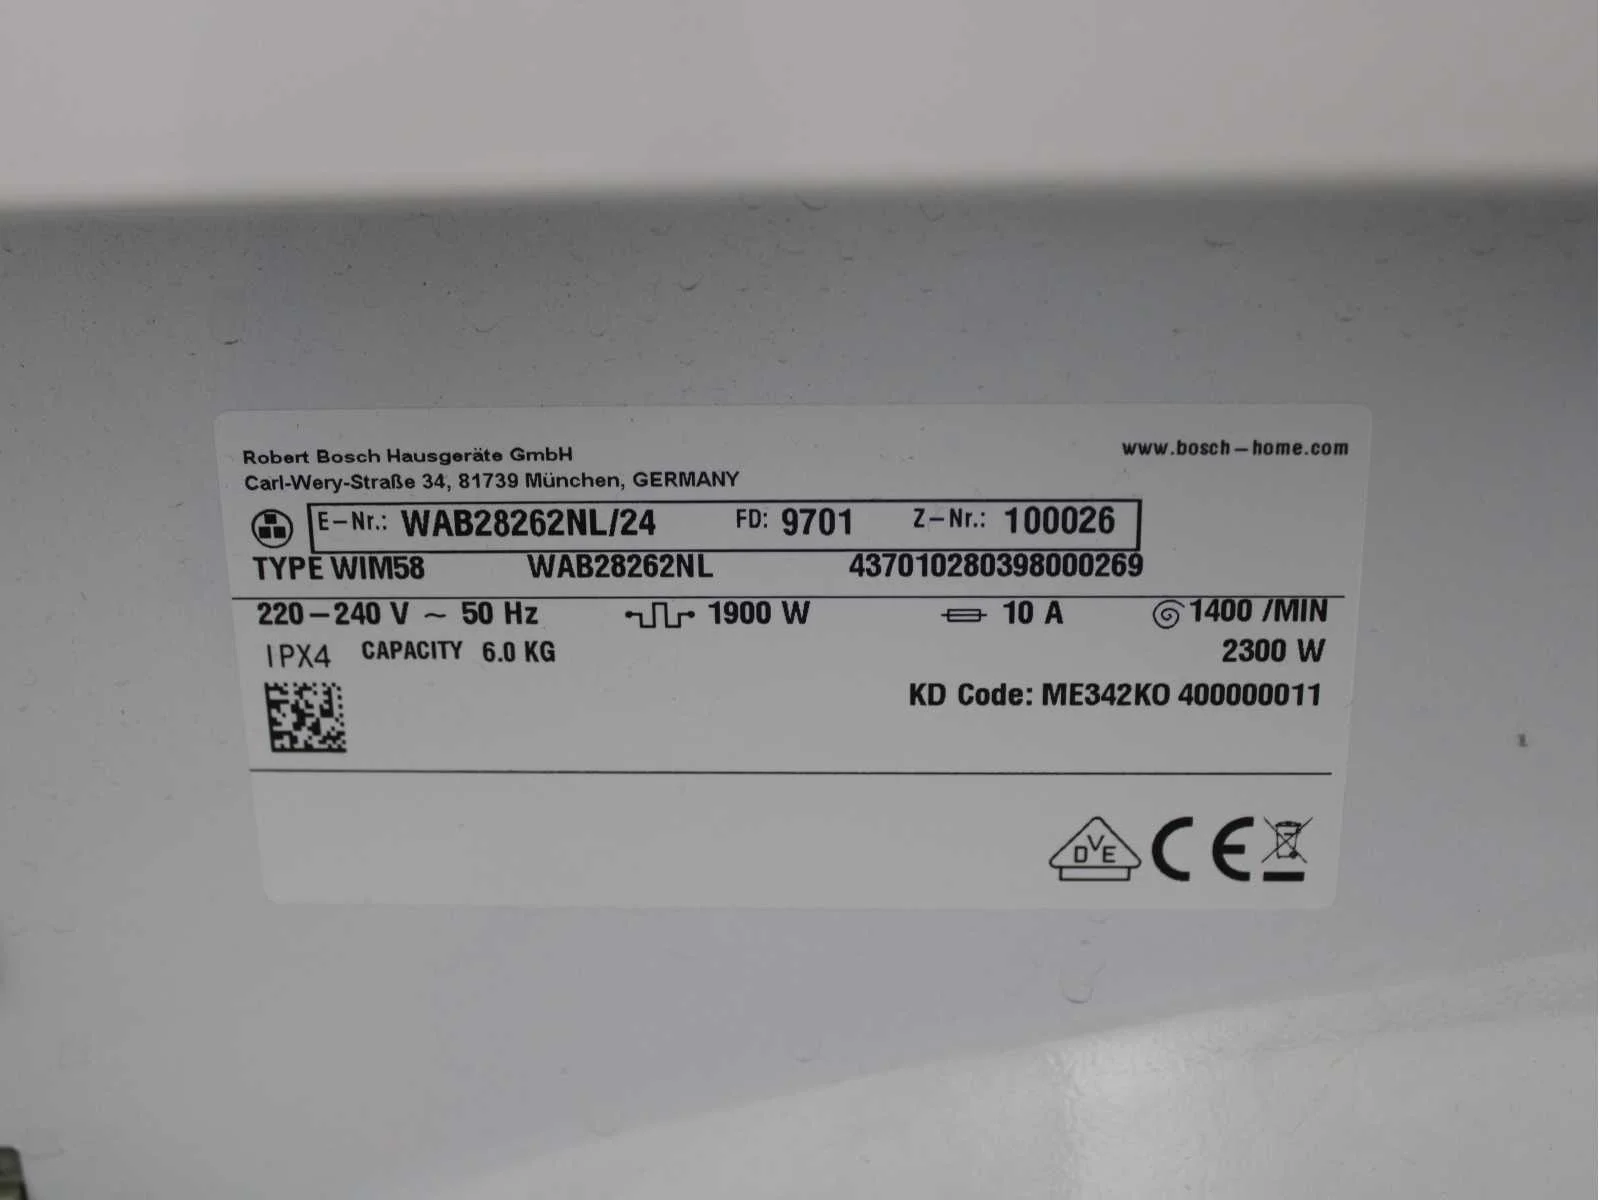 Robert Bosch Hausgeräte GmbH
www.bosch-home.com
Carl-Wery-Straße 34, 81739 München, GERMANY
E-Nr.: WAB28262NL/24 FD: 9701 Z-Nr.: 100026
TYPE WIM58 WAB28262NL 437010280398000269
220-240 V ~ 50 Hz 1900 W 10 A 1400 /MIN
IPX4 CAPACITY 6.0 KG 2300 W
KD Code: ME342KO 400000011
DVE CE